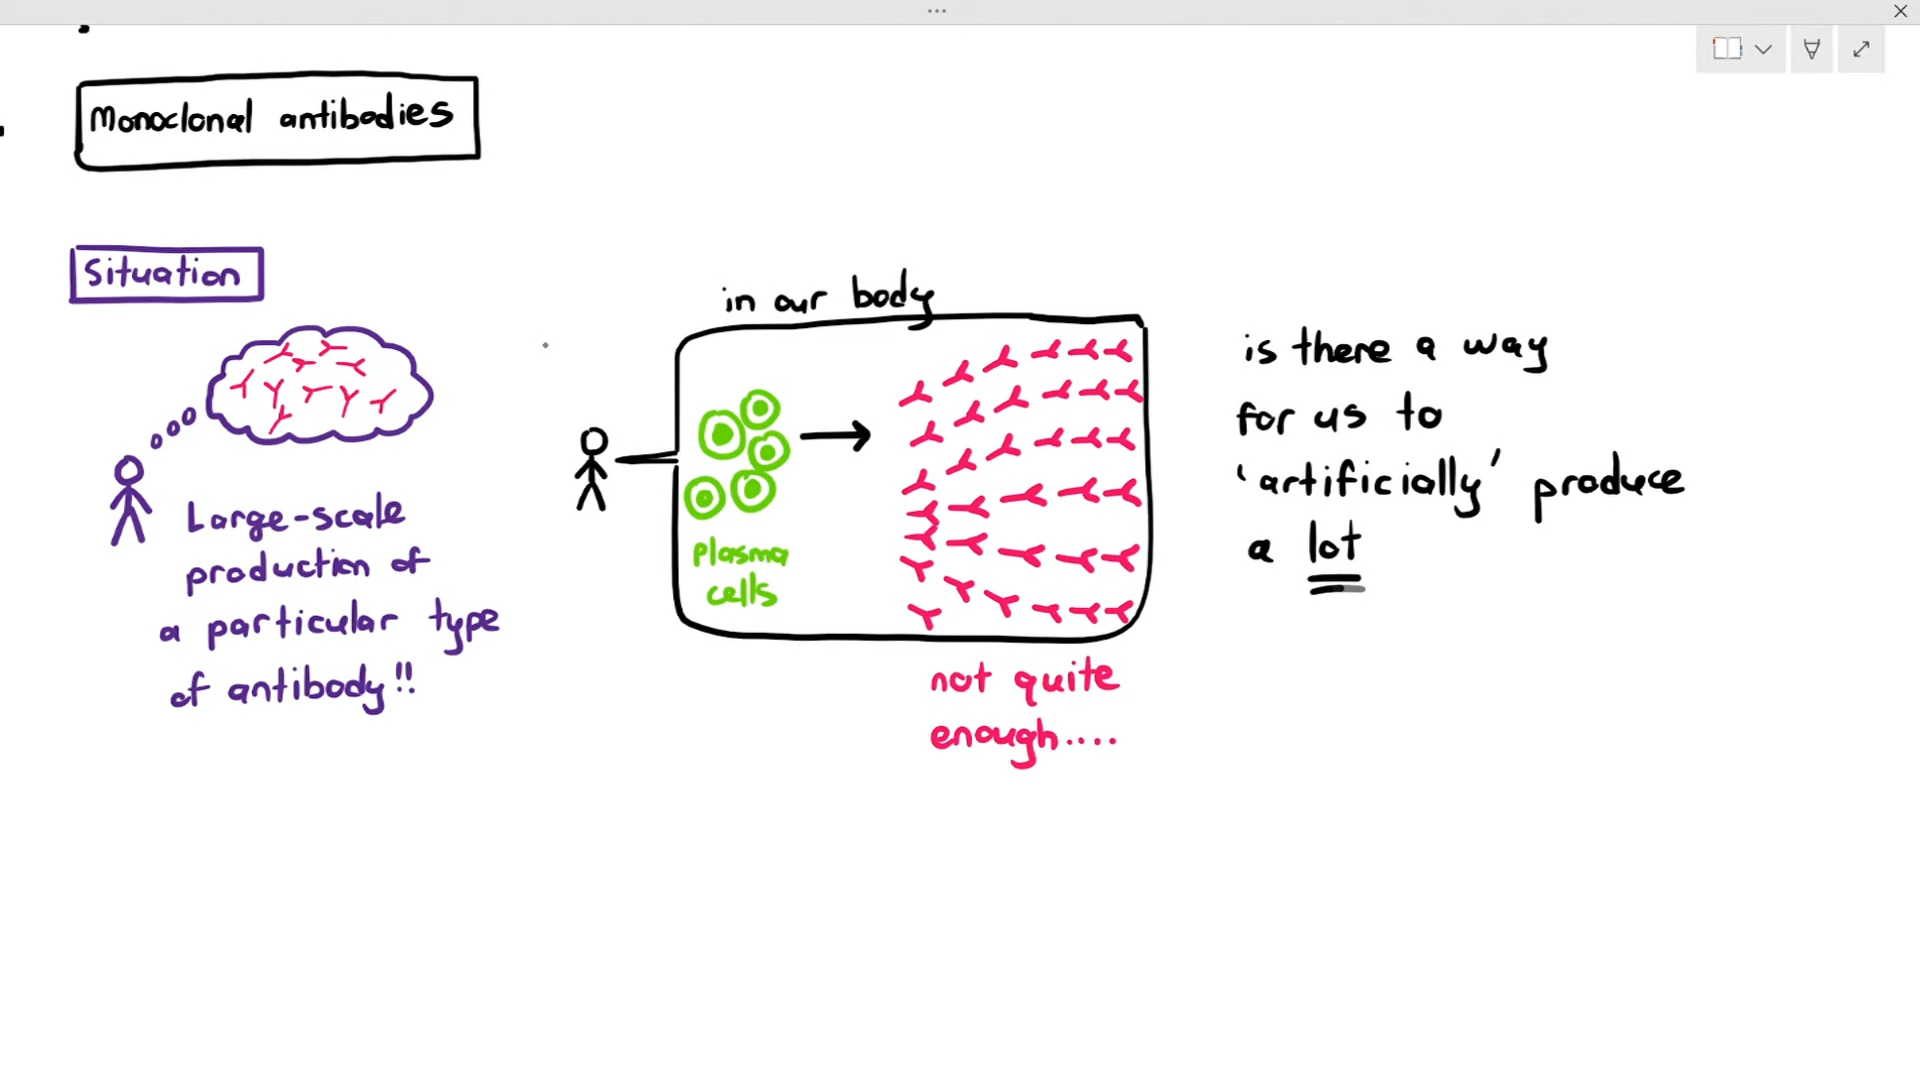 Monoclonal antibodies
Situation
Large-scale
production of
a particular type
of antibody!!
in our body
plasma
cells
not quite
enough....
is there a way
for us to
'artificially' produce
a lot